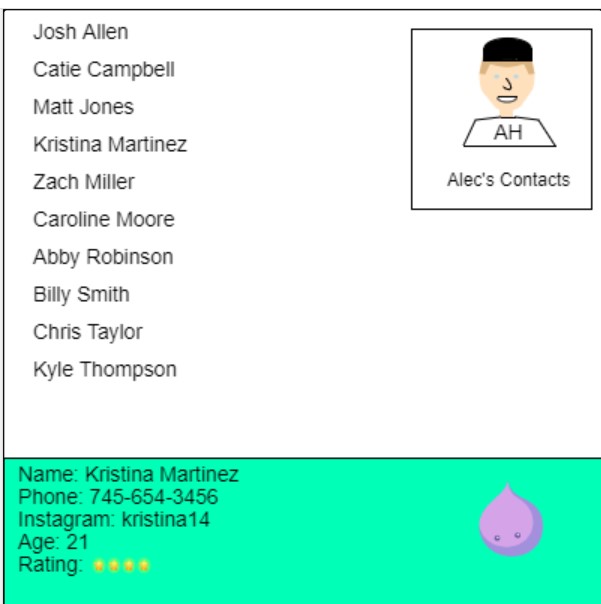 Josh Allen
Catie Campbell
Matt Jones
Kristina Martinez
Zach Miller
Caroline Moore
Abby Robinson
Billy Smith
Chris Taylor
Kyle Thompson
AH
Alec's Contacts
Name: Kristina Martinez
Phone: 745-654-3456
Instagram: kristina14
Age: 21
Rating: